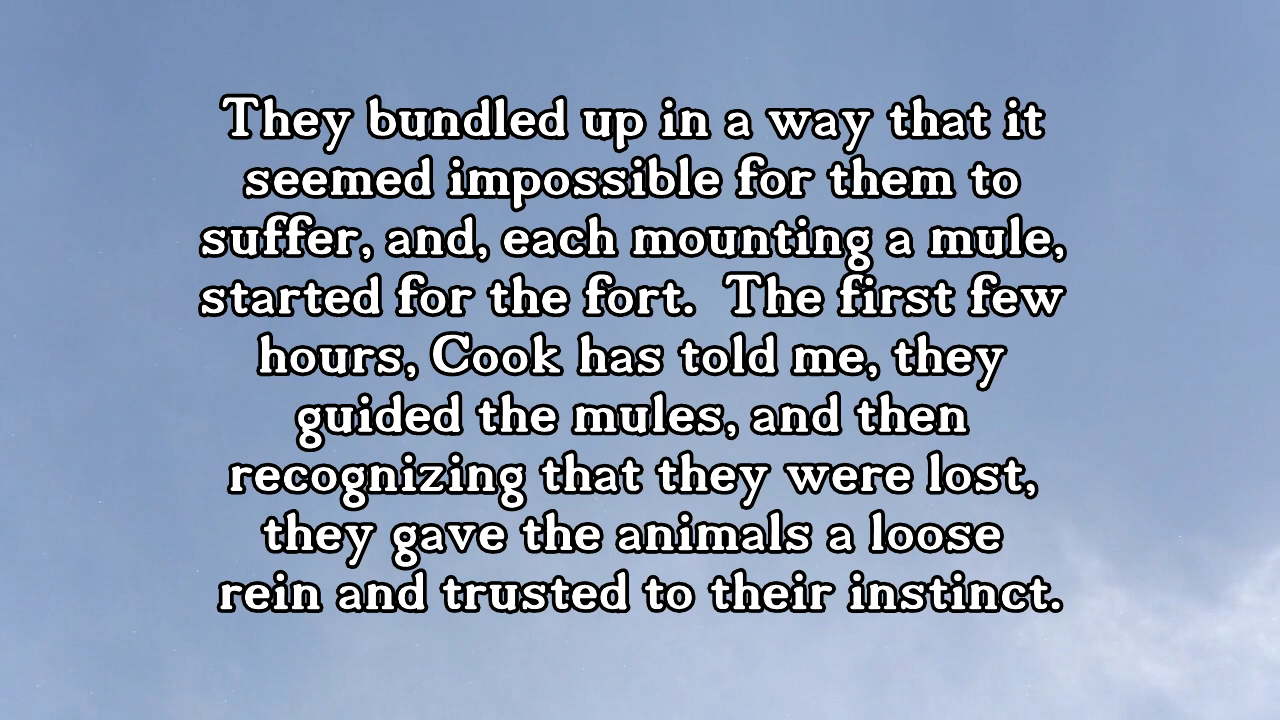 They bundled up in a way that it
seemed impossible for them to
suffer, and, each mounting a mule,
started for the fort.  The first few
hours, Cook has told me, they
guided the mules, and then
recognizing that they were lost,
they gave the animals a loose
rein and trusted to their instinct.